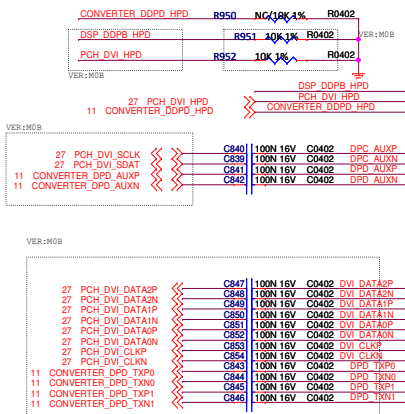 CONVERTER_DDPD_HPD R950 NC/10K 1% R0402
DSP_DDPB_HPD R951 10K 1% R0402 VER:M0B
PCH_DVI_HPD R952 10K 1% R0402
VER:M0B
DSP_DDPB_HPD
27 PCH_DVI_HPD PCH_DVI_HPD
11 CONVERTER_DDPD_HPD CONVERTER_DDPD_HPD
VER:M0B
27 PCH_DVI_SCLK C840 100N 16V C0402 DPC_AUXP
27 PCH_DVI_SDAT C839 100N 16V C0402 DPC_AUXN
11 CONVERTER_DPD_AUXP C841 100N 16V C0402 DPD_AUXP
11 CONVERTER_DPD_AUXN C842 100N 16V C0402 DPD_AUXN
VER:M0B
27 PCH_DVI_DATA2P C847 100N 16V C0402 DVI_DATA2P
27 PCH_DVI_DATA2N C848 100N 16V C0402 DVI_DATA2N
27 PCH_DVI_DATA1P C849 100N 16V C0402 DVI_DATA1P
27 PCH_DVI_DATA1N C850 100N 16V C0402 DVI_DATA1N
27 PCH_DVI_DATA0P C851 100N 16V C0402 DVI_DATA0P
27 PCH_DVI_DATA0N C852 100N 16V C0402 DVI_DATA0N
27 PCH_DVI_CLKP C853 100N 16V C0402 DVI_CLKP
27 PCH_DVI_CLKN C854 100N 16V C0402 DVI_CLKN
11 CONVERTER_DPD_TXP0 C843 100N 16V C0402 DPD_TXP0
11 CONVERTER_DPD_TXN0 C844 100N 16V C0402 DPD_TXN0
11 CONVERTER_DPD_TXP1 C845 100N 16V C0402 DPD_TXP1
11 CONVERTER_DPD_TXN1 C846 100N 16V C0402 DPD_TXN1